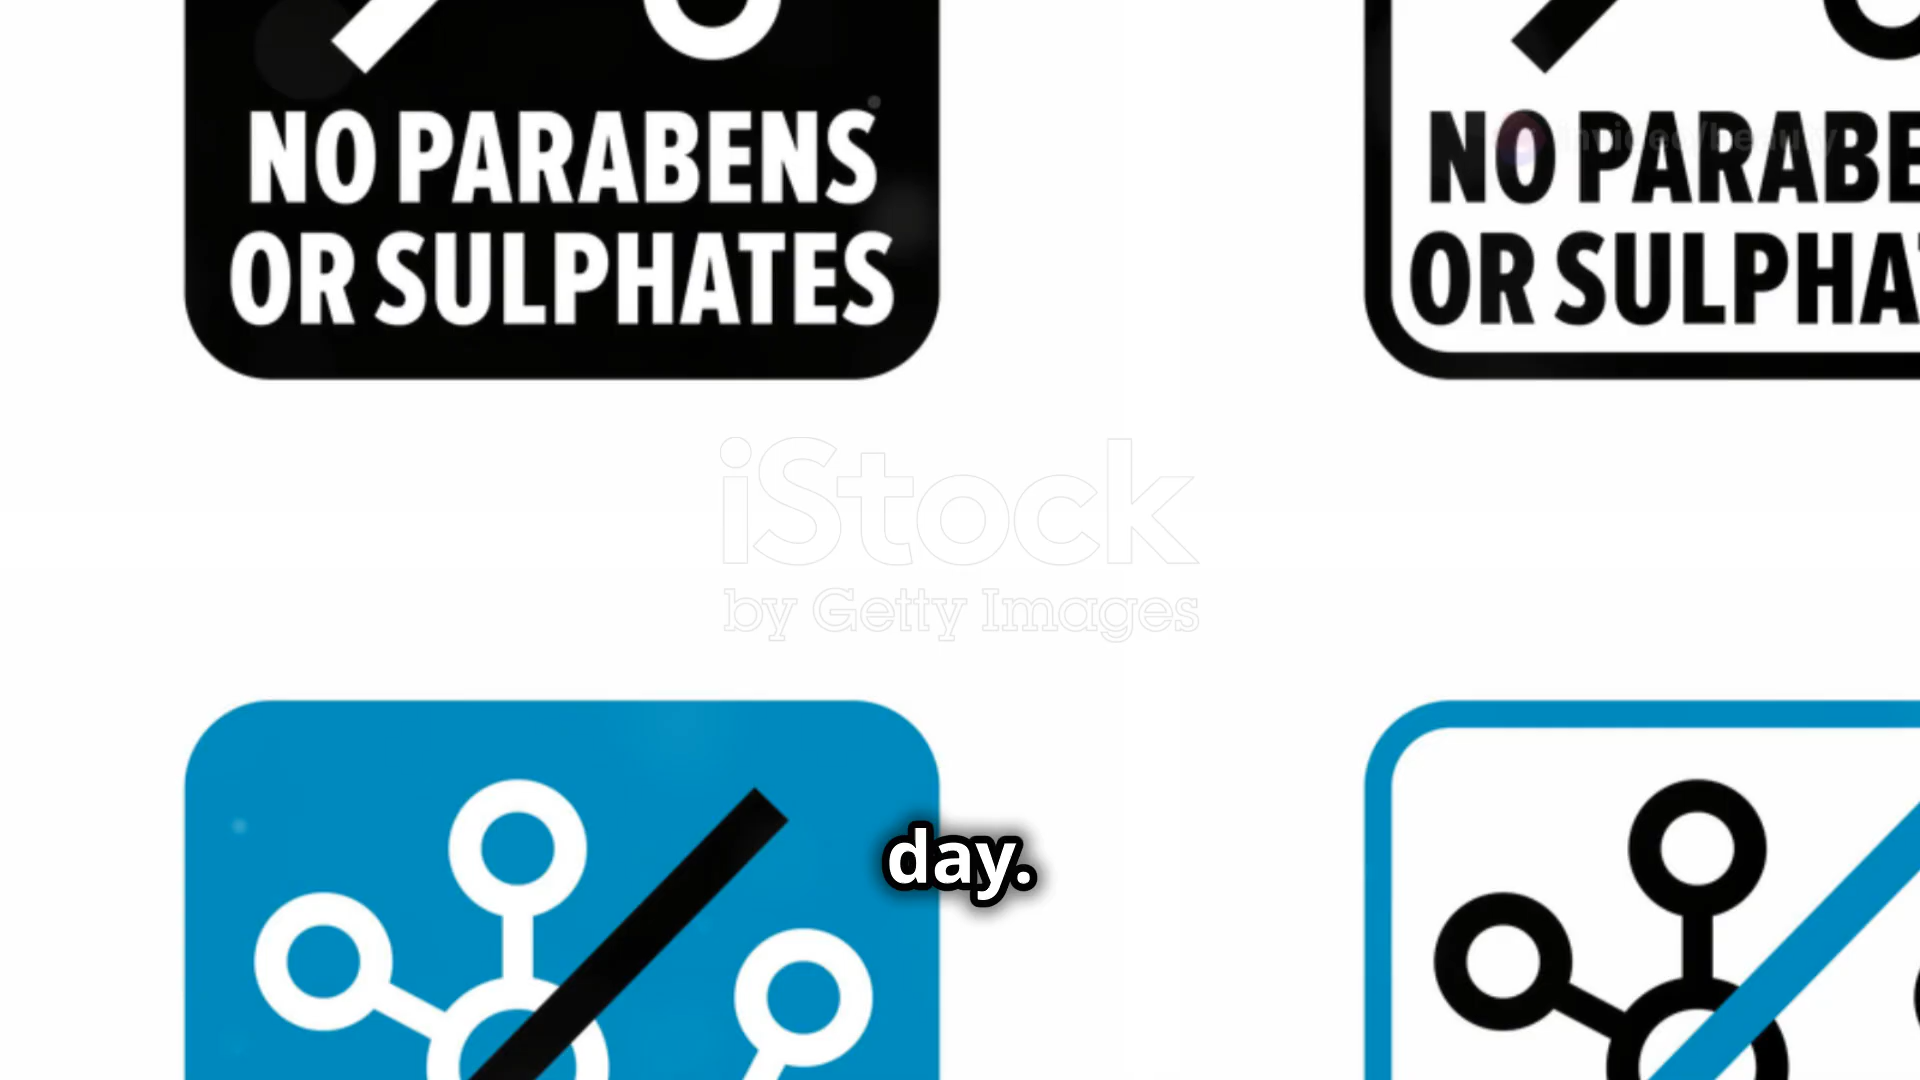 NO PARABENS
OR SULPHATES
NO PARABE
OR SULPHA
iStock
by Getty Images
day.